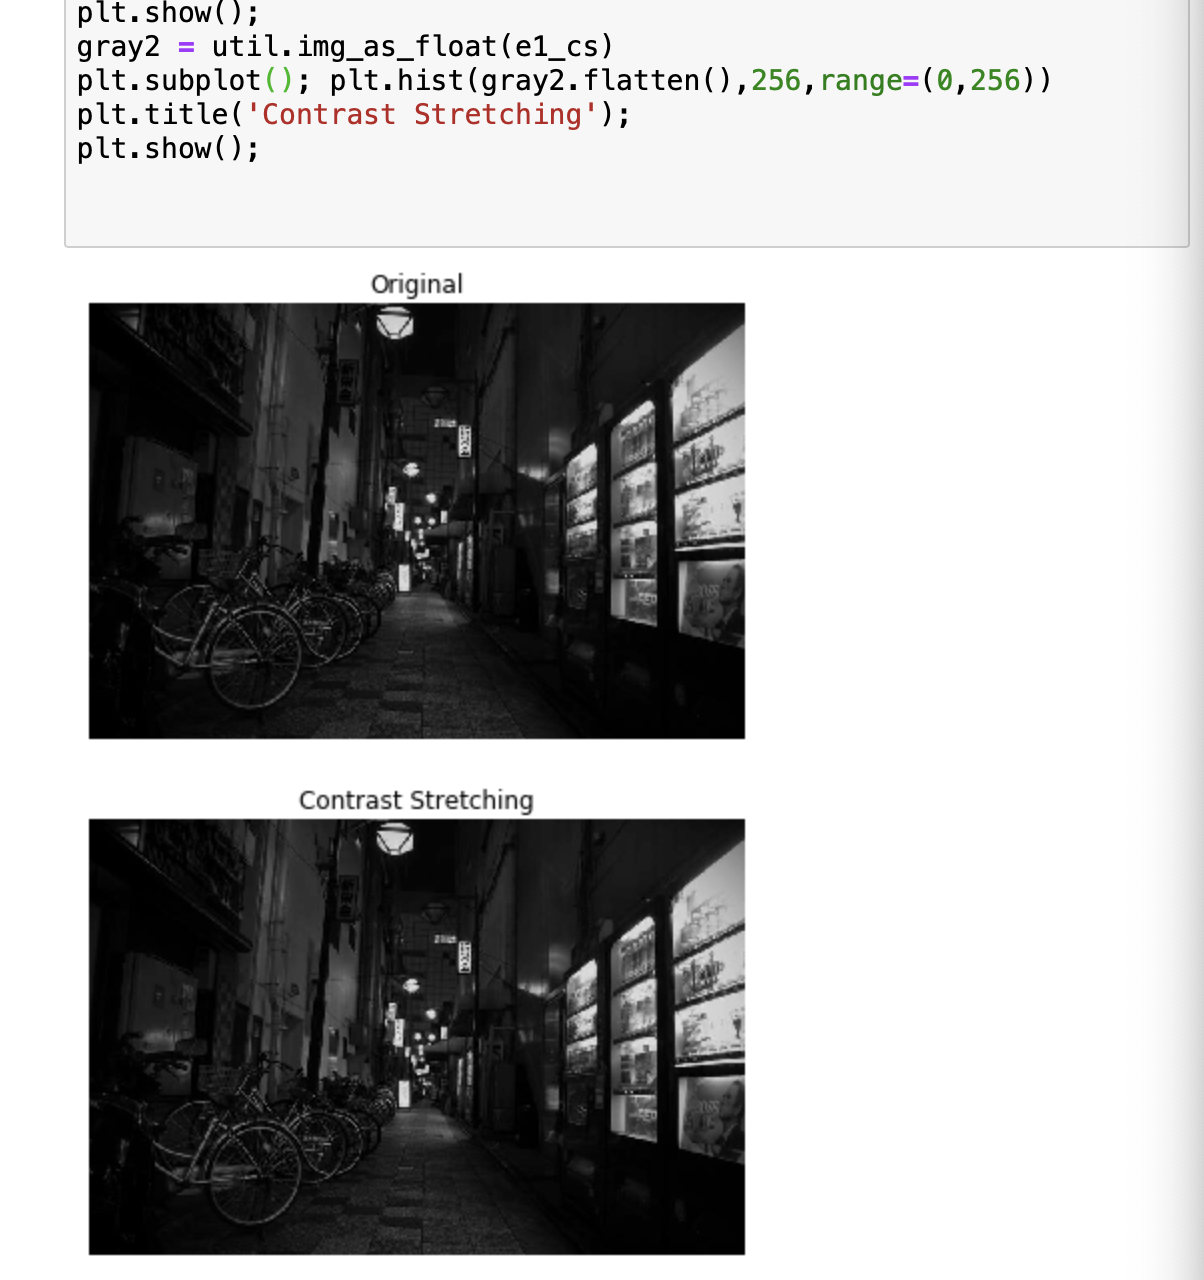 plt.show();
gray2 = util.img_as_float(e1_cs)
plt.subplot(); plt.hist(gray2.flatten(),256,range=(0,256))
plt.title('Contrast Stretching');
plt.show();
Original
Contrast Stretching